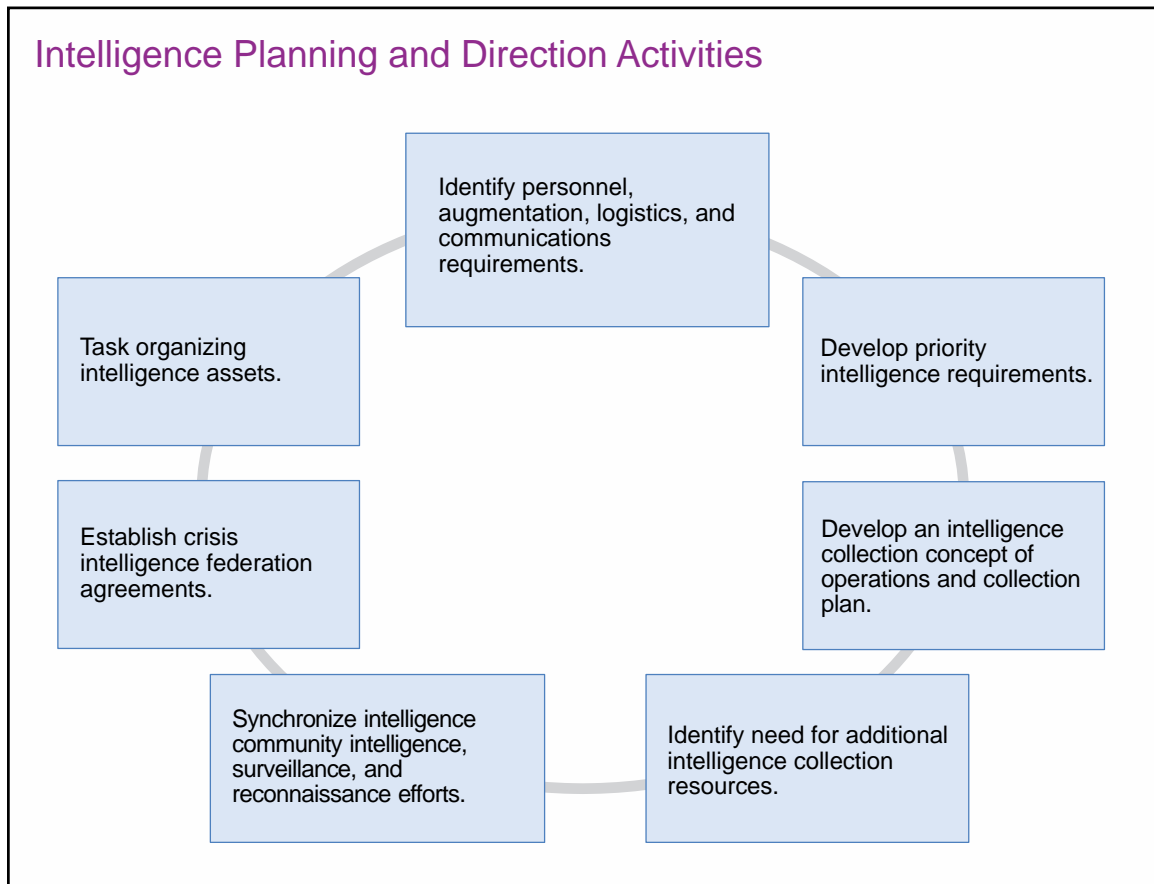 Intelligence Planning and Direction Activities
Identify personnel,
augmentation, logistics, and
communications
requirements.
Develop priority
intelligence requirements.
Develop an intelligence
collection concept of
operations and collection
plan.
Identify need for additional
intelligence collection
resources.
Synchronize intelligence
community intelligence,
surveillance, and
reconnaissance efforts.
Establish crisis
intelligence federation
agreements.
Task organizing
intelligence assets.